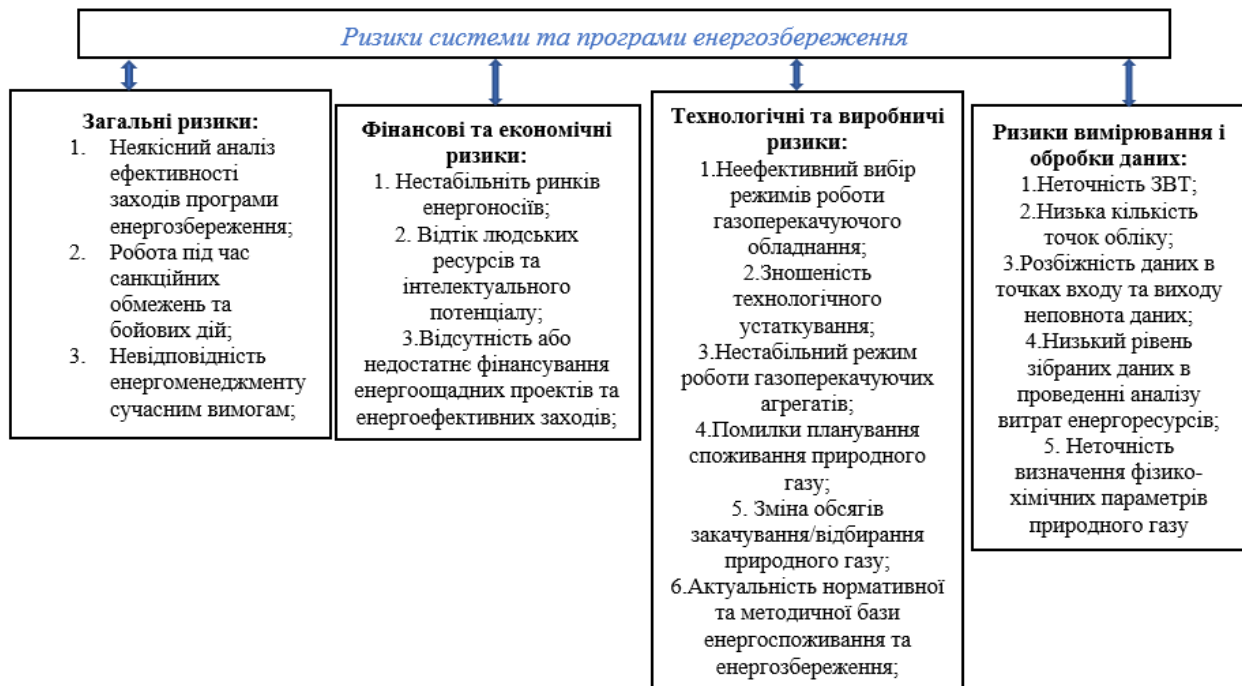 Ризики системи та програми енергозбереження
Загальні ризики:
1. Неякісний аналіз
ефективності
заходів програми
енергозбереження;
2. Робота під час
санкційних
обмежень та
бойових дій;
3. Невідповідність
енергоменеджменту
сучасним вимогам;
Фінансові та економічні
ризики:
1. Нестабільніть ринків
енергоносіїв;
2. Відтік людських
ресурсів та
інтелектуального
потенціалу;
3.Відсутність або
недостатнє фінансування
енергоощадних проектів та
енергоефективних заходів;
Технологічні та виробничі
ризики:
1.Неефективний вибір
режимів роботи
газоперекачуючого
обладнання;
2.Зношеність
технологічного
устаткування;
3.Нестабільний режим
роботи газоперекачуючих
агрегатів;
4.Помилки планування
споживання природного
газу;
5. Зміна обсягів
закачування/відбирання
природного газу;
6.Актуальність нормативної
та методичної бази
енергоспоживання та
енергозбереження;
Ризики вимірювання і
обробки даних:
1.Неточність ЗВТ;
2.Низька кількість
точок обліку;
3.Розбіжність даних в
точках входу та виходу
неповнота даних;
4.Низький рівень
зібраних даних в
проведенні аналізу
витрат енергоресурсів;
5. Неточність
визначення фізико-
хімічних параметрів
природного газу